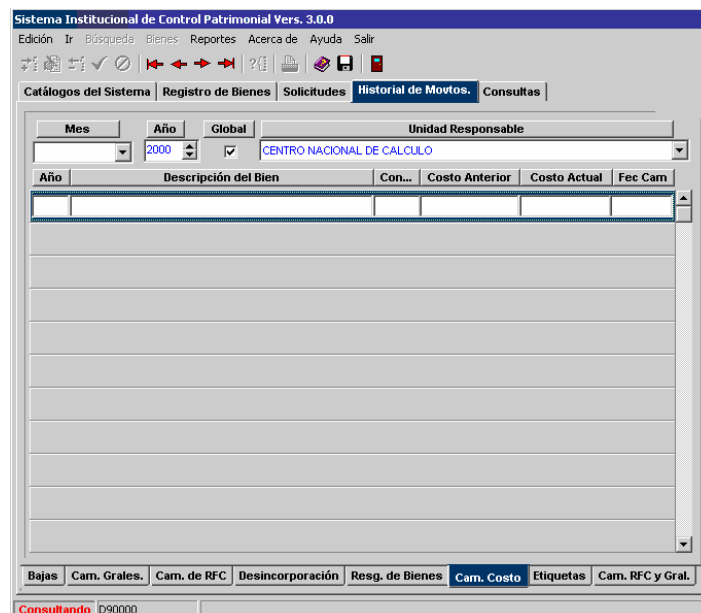 Sistema Institucional de Control Patrimonial Vers. 3.0.0
Edición Ir Búsqueda Bienes Reportes Acerca de Ayuda Salir
Catálogos del Sistema Registro de Bienes Solicitudes Historial de Movtos. Consultas
Mes Año Global Unidad Responsable
2000 CENTRO NACIONAL DE CALCULO
Año Descripción del Bien Con... Costo Anterior Costo Actual Fec Cam
Bajas Cam. Grales. Cam. de RFC Desincorporación Resg. de Bienes Cam. Costo Etiquetas Cam. RFC y Gral.
Consultando D90000